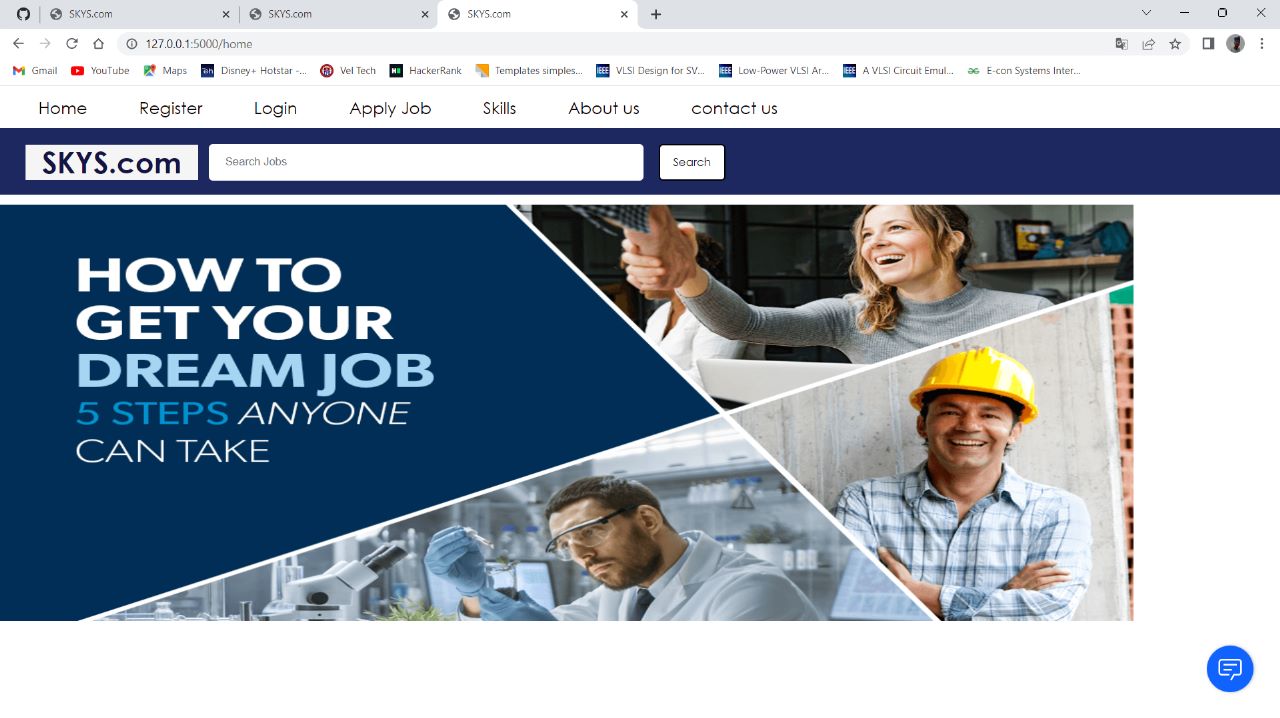 SKYS.com SKYS.com SKYS.com
127.0.0.1:5000/home
Gmail YouTube Maps Disney+ Hotstar -... Vel Tech HackerRank Templates simples... VLSI Design for SV... Low-Power VLSI Ar... A VLSI Circuit Emul... E-con Systems Inter...
Home Register Login Apply Job Skills About us contact us
SKYS.com Search Jobs Search
HOW TO
GET YOUR
DREAM JOB
5 STEPS ANYONE
CAN TAKE